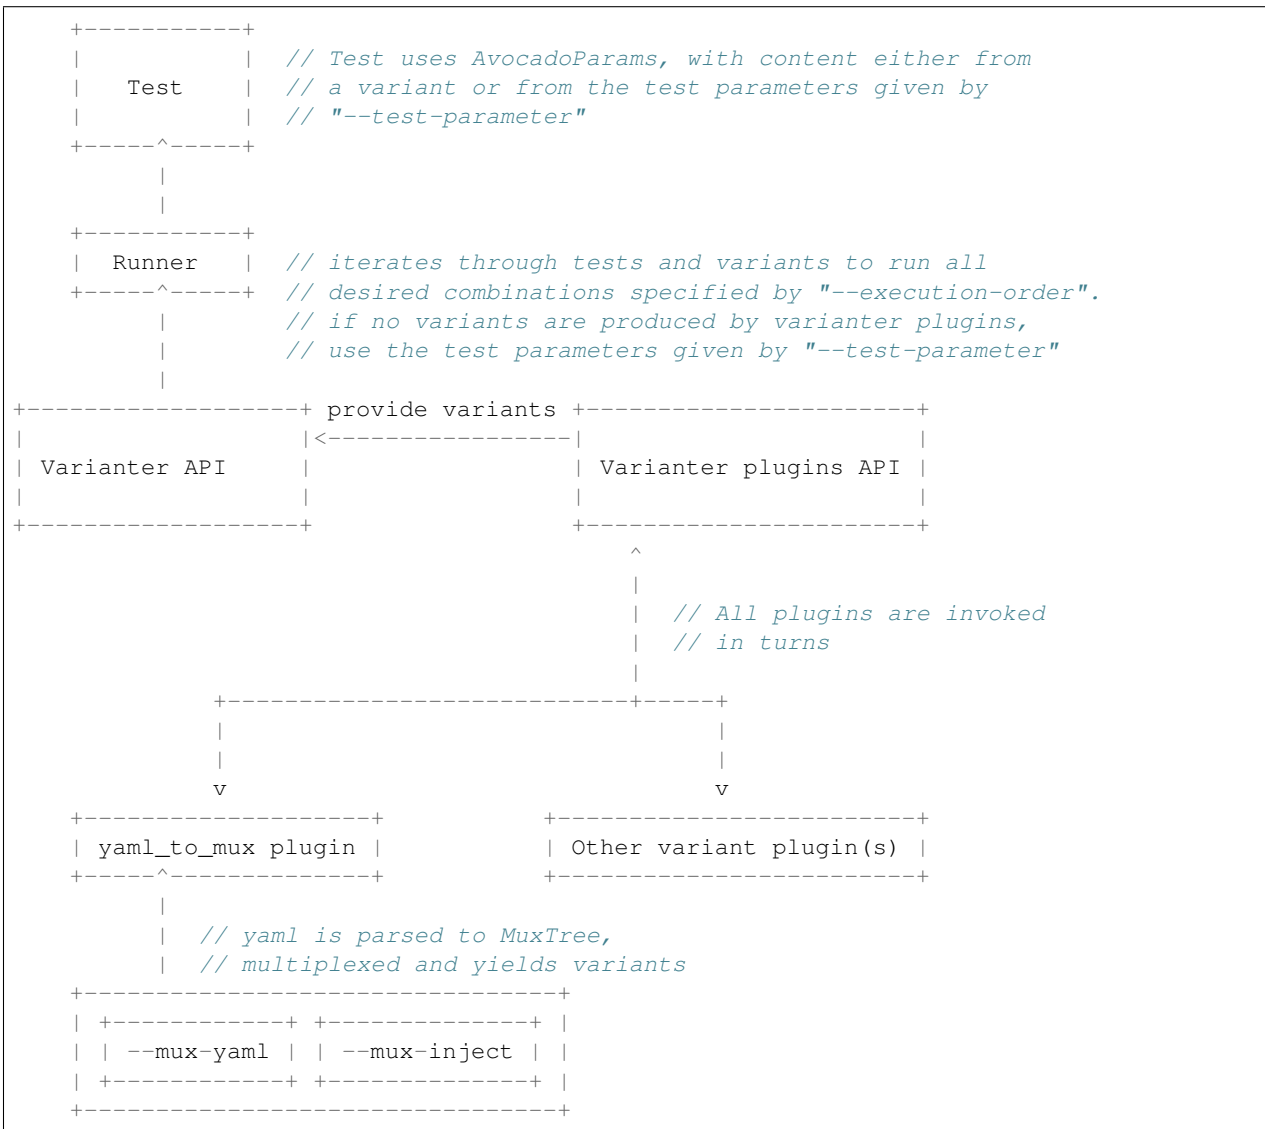 +-----------+
|           |  // Test uses AvocadoParams, with content either from
|   Test    |  // a variant or from the test parameters given by
|           |  // "--test-parameter"
+-----^-----+
      |
      |
+-----------+
|  Runner   |  // iterates through tests and variants to run all
+-----^-----+  // desired combinations specified by "--execution-order".
      |        // if no variants are produced by varianter plugins,
      |        // use the test parameters given by "--test-parameter"
      |
+-------------------+ provide variants +-----------------------+
|                   |<-----------------|                       |
| Varianter API     |                  | Varianter plugins API |
|                   |                  |                       |
+-------------------+                  +-----------------------+
                                           ^
                                           |
                                           |  // All plugins are invoked
                                           |  // in turns
                                           |
              +----------------------------+-----+
              |                                  |
              |                                  |
              v                                  v
    +--------------------+           +-------------------------+
    | yaml_to_mux plugin |           | Other variant plugin(s) |
    +-----^--------------+           +-------------------------+
          |
          |  // yaml is parsed to MuxTree,
          |  // multiplexed and yields variants
    +---------------------------------+
    | +------------+ +--------------+ |
    | | --mux-yaml | | --mux-inject | |
    | +------------+ +--------------+ |
    +---------------------------------+